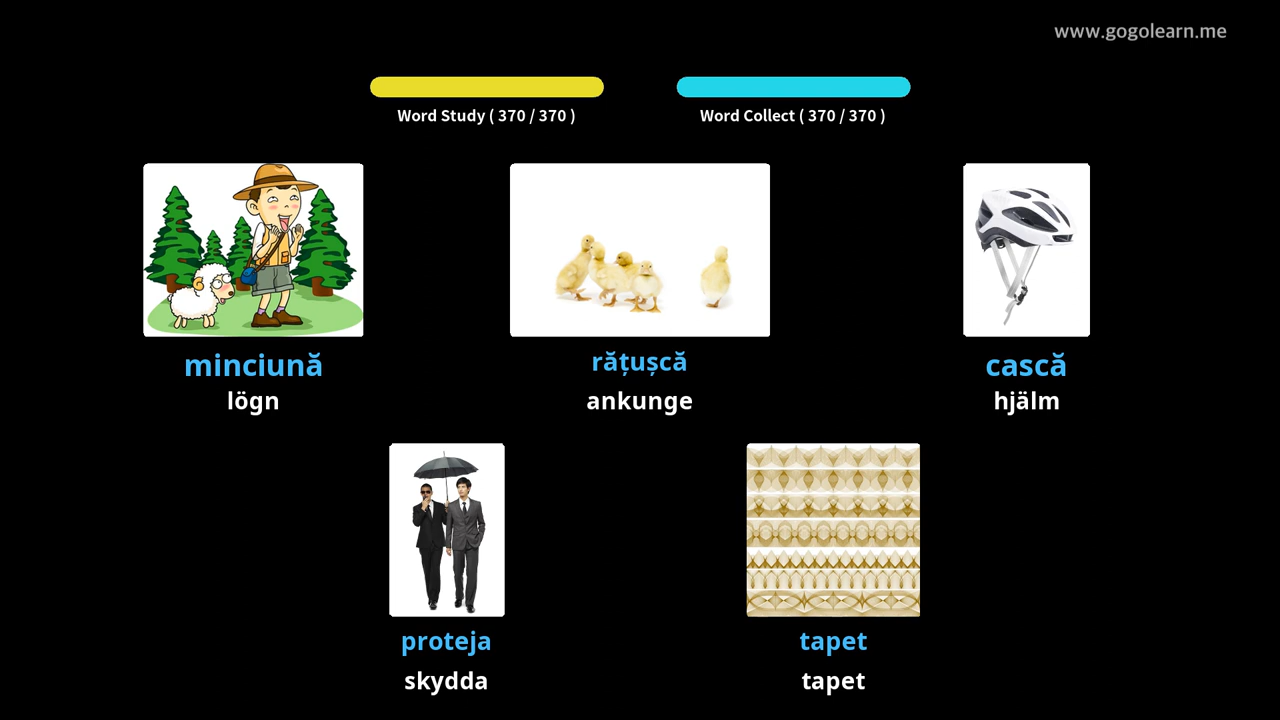 www.gogolearn.me
Word Study ( 370 / 370 )
Word Collect ( 370 / 370 )
minciună
lögn
rățușcă
ankunge
cască
hjälm
proteja
skydda
tapet
tapet